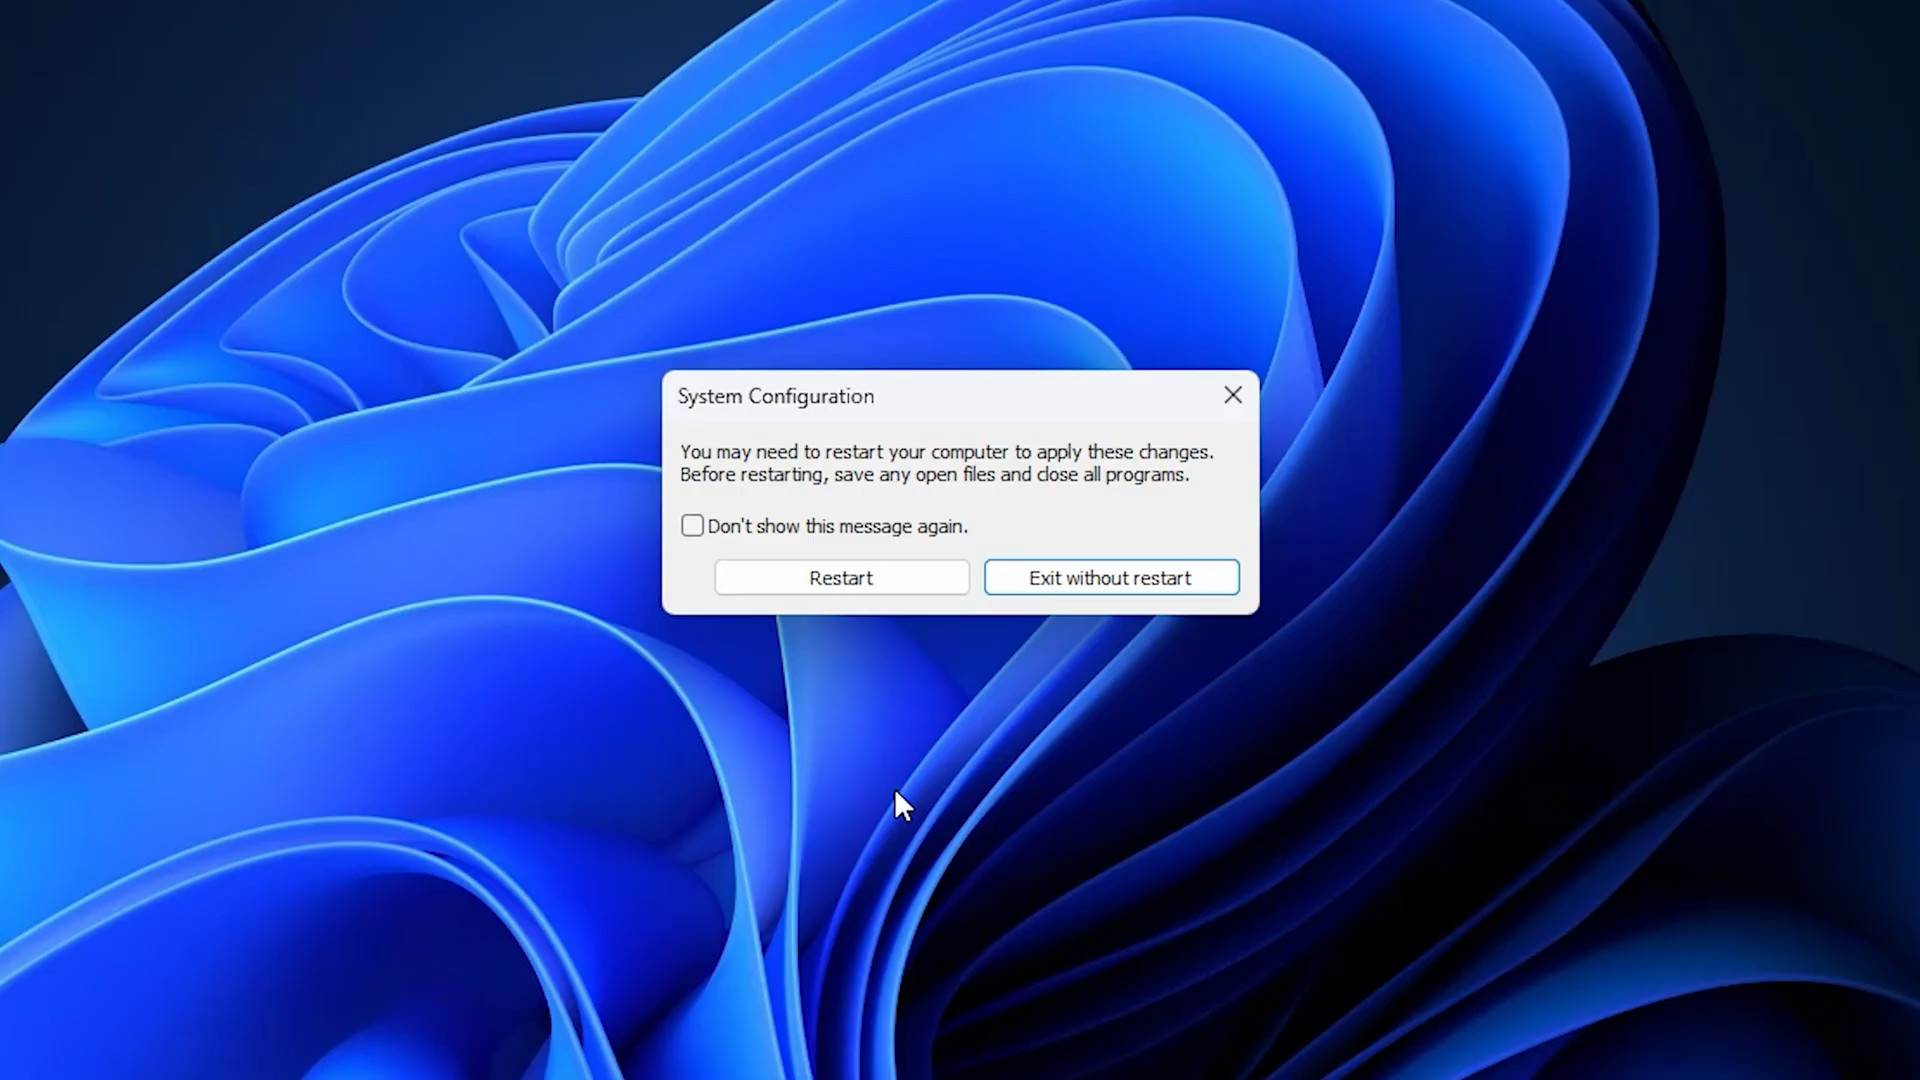 System Configuration
You may need to restart your computer to apply these changes.
Before restarting, save any open files and close all programs.
Don't show this message again.
Restart
Exit without restart